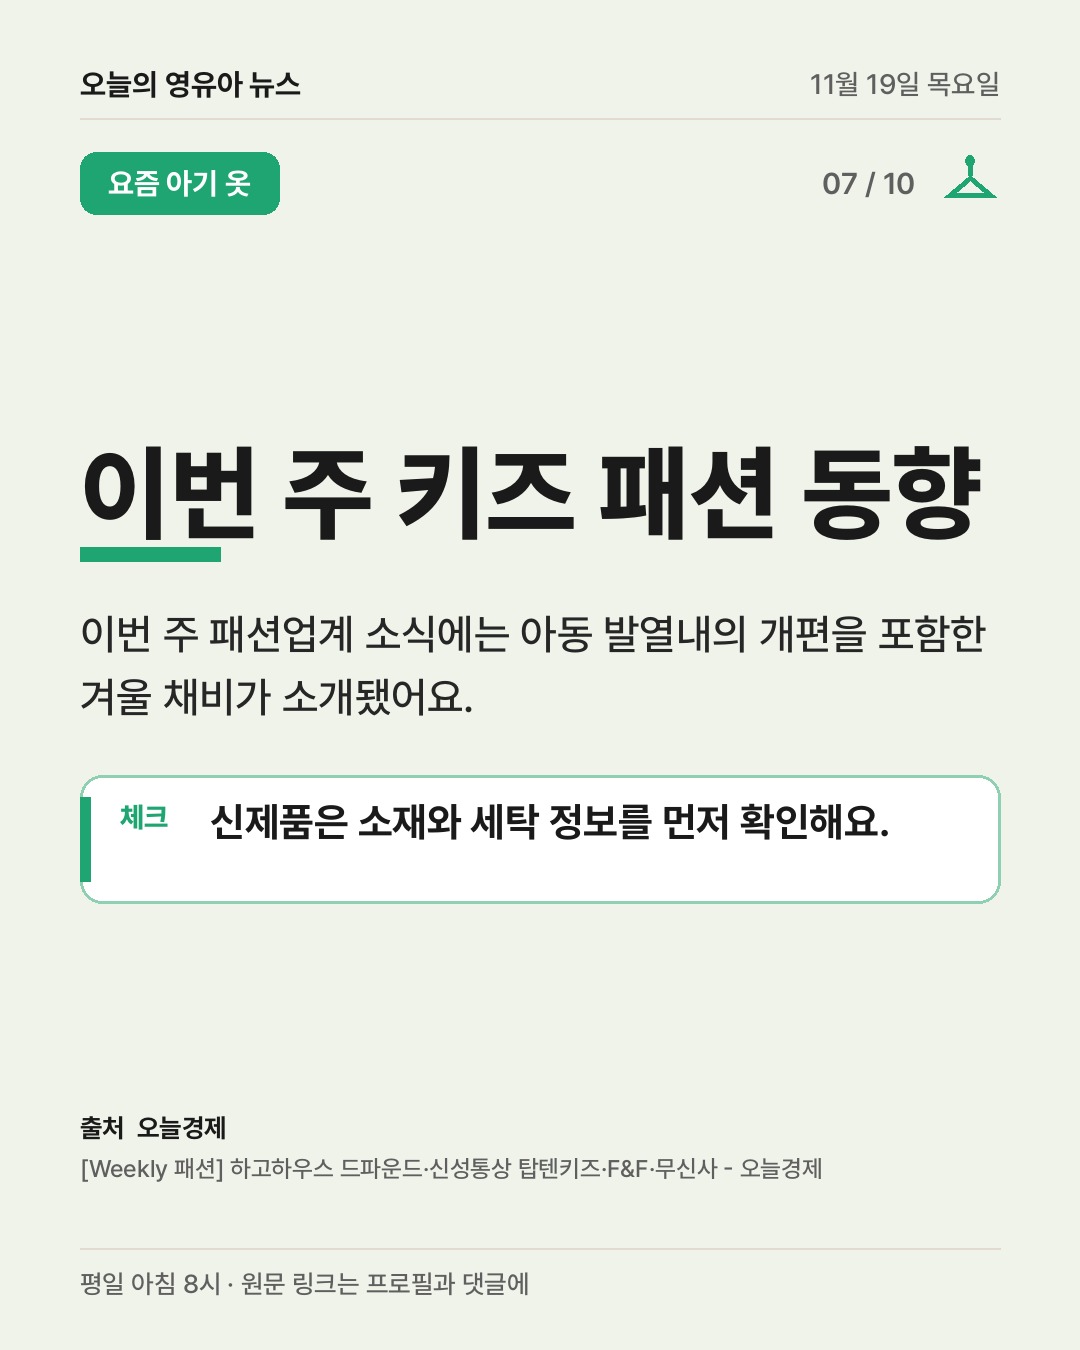 오늘의 영유아 뉴스
11월 19일 목요일
요즘 아기 옷
07 / 10
이번 주 키즈 패션 동향
이번 주 패션업계 소식에는 아동 발열내의 개편을 포함한
겨울 채비가 소개됐어요.
체크 신제품은 소재와 세탁 정보를 먼저 확인해요.
출처 오늘경제
[Weekly 패션] 하고하우스 드파운드·신성통상 탑텐키즈·F&F·무신사 - 오늘경제
평일 아침 8시 · 원문 링크는 프로필과 댓글에